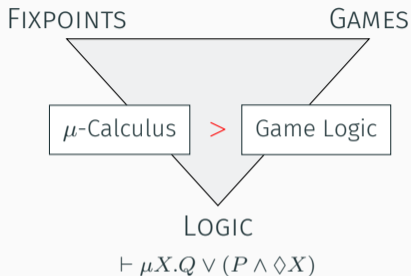 FIXPOINTS GAMES
μ-Calculus > Game Logic
LOGIC
⊢ μX.Q ∨ (P ∧ ◊X)